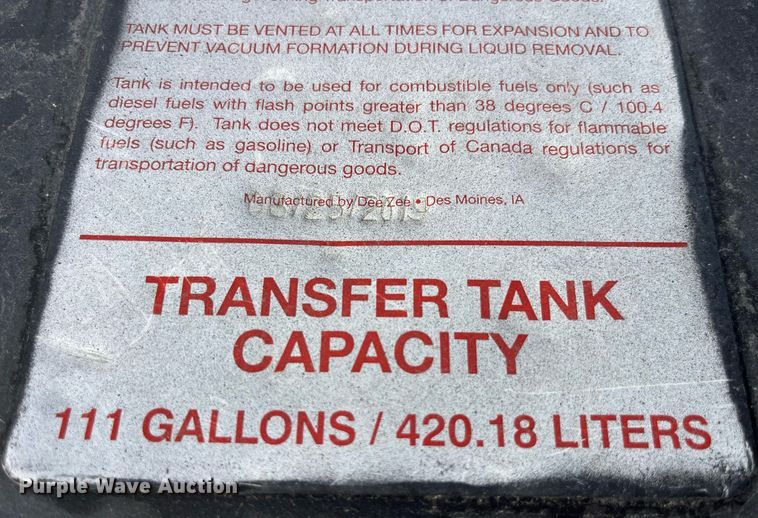 Transportation of Dangerous Goods.
TANK MUST BE VENTED AT ALL TIMES FOR EXPANSION AND TO
PREVENT VACUUM FORMATION DURING LIQUID REMOVAL.
Tank is intended to be used for combustible fuels only (such as
diesel fuels with flash points greater than 38 degrees C / 100.4
degrees F). Tank does not meet D.O.T. regulations for flammable
fuels (such as gasoline) or Transport of Canada regulations for
transportation of dangerous goods.
Manufactured by Dee Zee • Des Moines, IA
TRANSFER TANK
CAPACITY
111 GALLONS / 420.18 LITERS
Purple Wave Auction